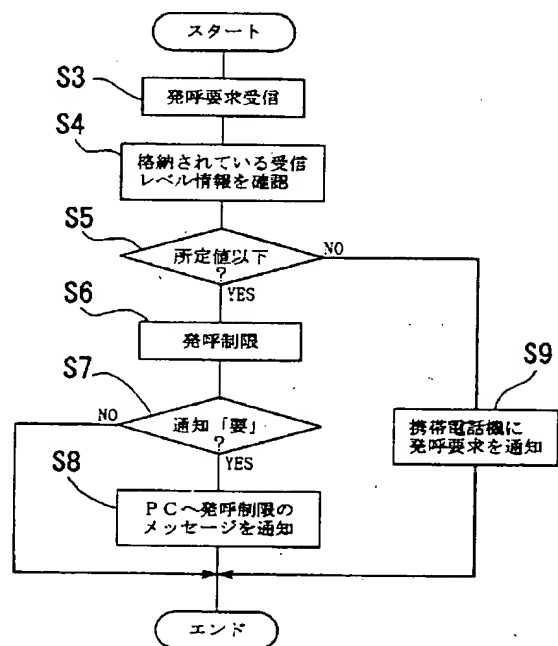 スタート
S3
発呼要求受信
S4
格納されている受信
レベル情報を確認
S5
所定値以下
?
NO
YES
S6
発呼制限
S7
通知「要」
?
NO
YES
S8
PCへ発呼制限の
メッセージを通知
S9
携帯電話機に
発呼要求を通知
エンド